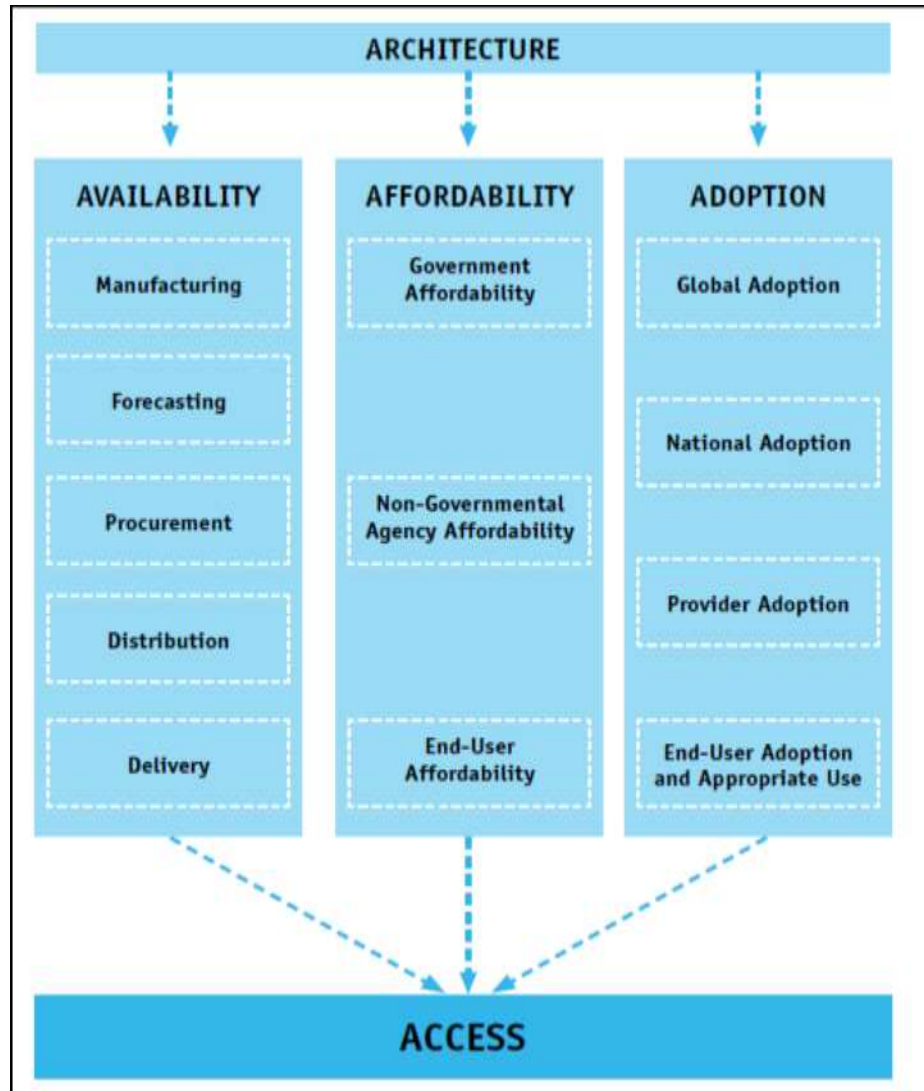 ARCHITECTURE
AVAILABILITY
Manufacturing
Forecasting
Procurement
Distribution
Delivery
AFFORDABILITY
Government
Affordability
Non-Governmental
Agency Affordability
End-User
Affordability
ADOPTION
Global Adoption
National Adoption
Provider Adoption
End-User Adoption
and Appropriate Use
ACCESS